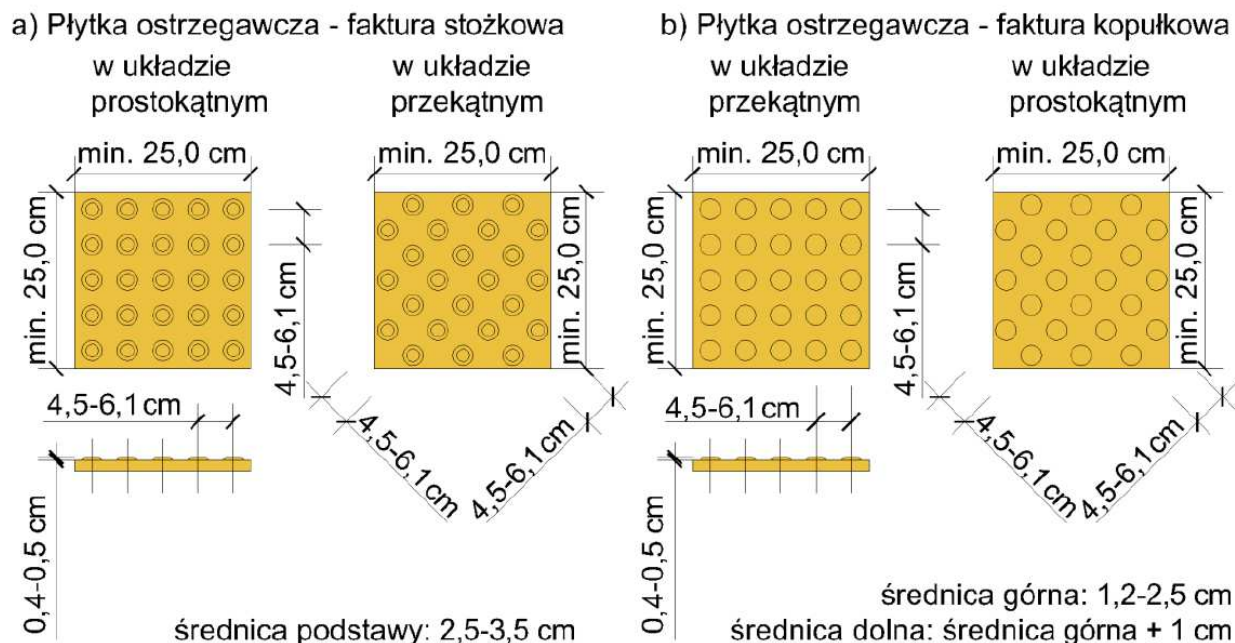 a) Płytka ostrzegawcza - faktura stożkowa
w układzie
prostokątnym
w układzie
przekątnym
min. 25,0 cm
min. 25,0 cm
min. 25,0 cm
min. 25,0 cm
4,5-6,1 cm
4,5-6,1 cm
4,5-6,1 cm
4,5-6,1 cm
0,4-0,5 cm
średnica podstawy: 2,5-3,5 cm
b) Płytka ostrzegawcza - faktura kopułkowa
w układzie
przekątnym
w układzie
prostokątnym
min. 25,0 cm
min. 25,0 cm
min. 25,0 cm
min. 25,0 cm
4,5-6,1 cm
4,5-6,1 cm
4,5-6,1 cm
4,5-6,1 cm
0,4-0,5 cm
średnica górna: 1,2-2,5 cm
średnica dolna: średnica górna + 1 cm